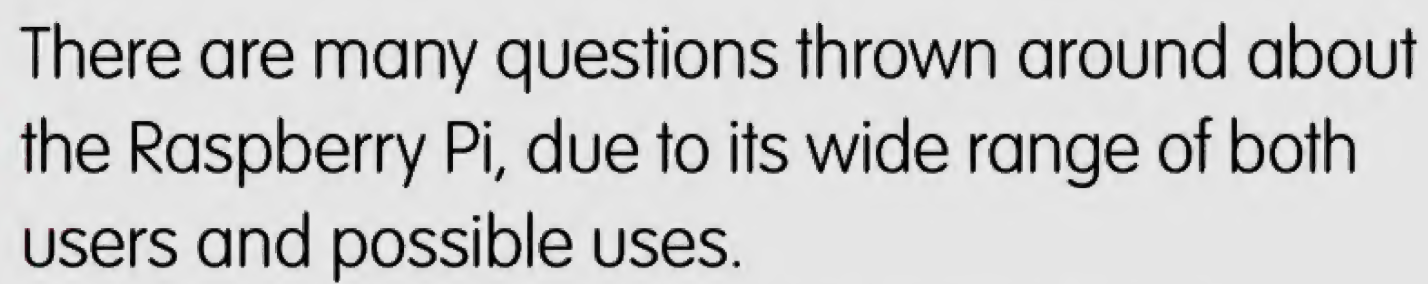 There are many questions thrown around about
the Raspberry Pi, due to its wide range of both
users and possible uses.